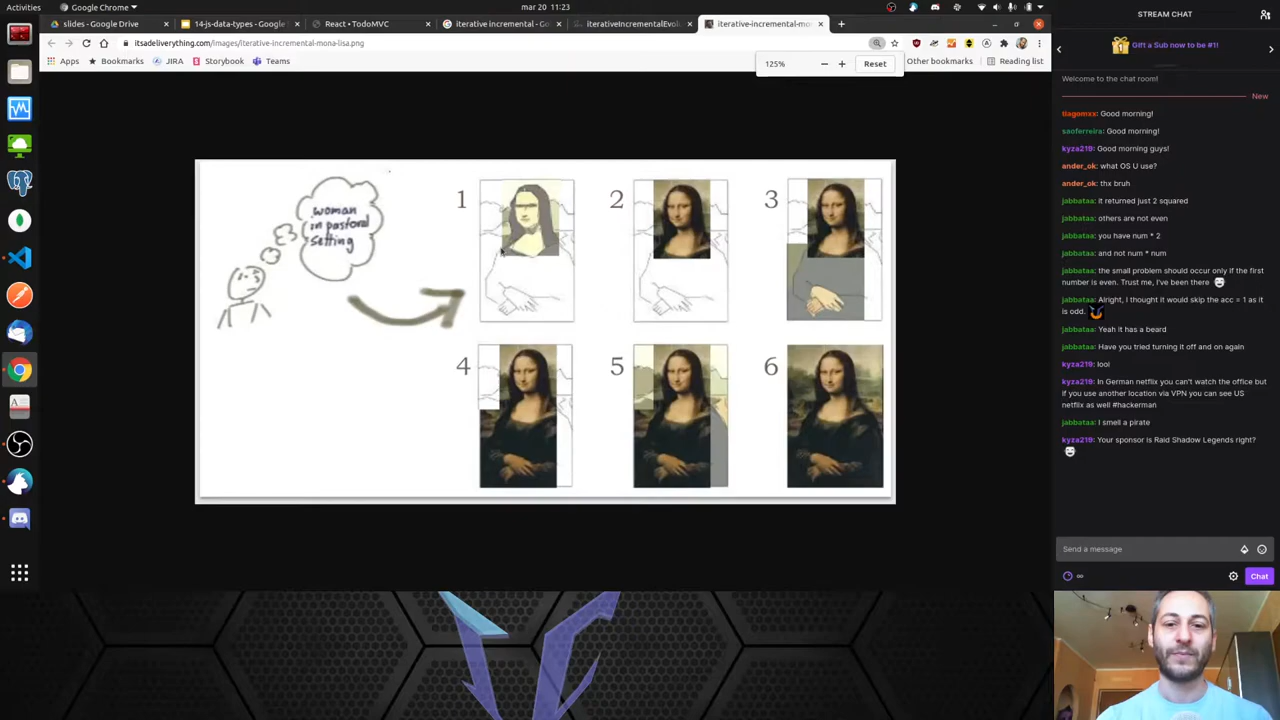 Activities
Google Chrome
mar 20 11:23
slides - Google Drive
14-js-data-types - Google S
React • TodoMVC
iterative incremental - Go
iterativeIncrementalEvolu
iterative-incremental-mo
itsadeliverything.com/images/iterative-incremental-mona-lisa.png
Apps
Bookmarks
JIRA
Storybook
Teams
Other bookmarks
Reading list
125%
Reset
woman
in pastoral
setting
1
2
3
4
5
6
STREAM CHAT
Gift a Sub now to be #1!
Welcome to the chat room!
New
tiagomxx: Good morning!
saoferreira: Good morning!
kyza219: Good morning guys!
ander_ok: what OS U use?
ander_ok: thx bruh
jabbataa: it returned just 2 squared
jabbataa: others are not even
jabbataa: you have num * 2
jabbataa: and not num * num
jabbataa: the small problem should occur only if the first
number is even. Trust me, I've been there
jabbataa: Alright, I thought it would skip the acc = 1 as it
is odd.
jabbataa: Yeah it has a beard
jabbataa: Have you tried turning it off and on again
kyza219: lool
kyza219: In German netflix you can't watch the office but
if you use another location via VPN you can see US
netflix as well #hackerman
jabbataa: I smell a pirate
kyza219: Your sponsor is Raid Shadow Legends right?
Send a message
Chat